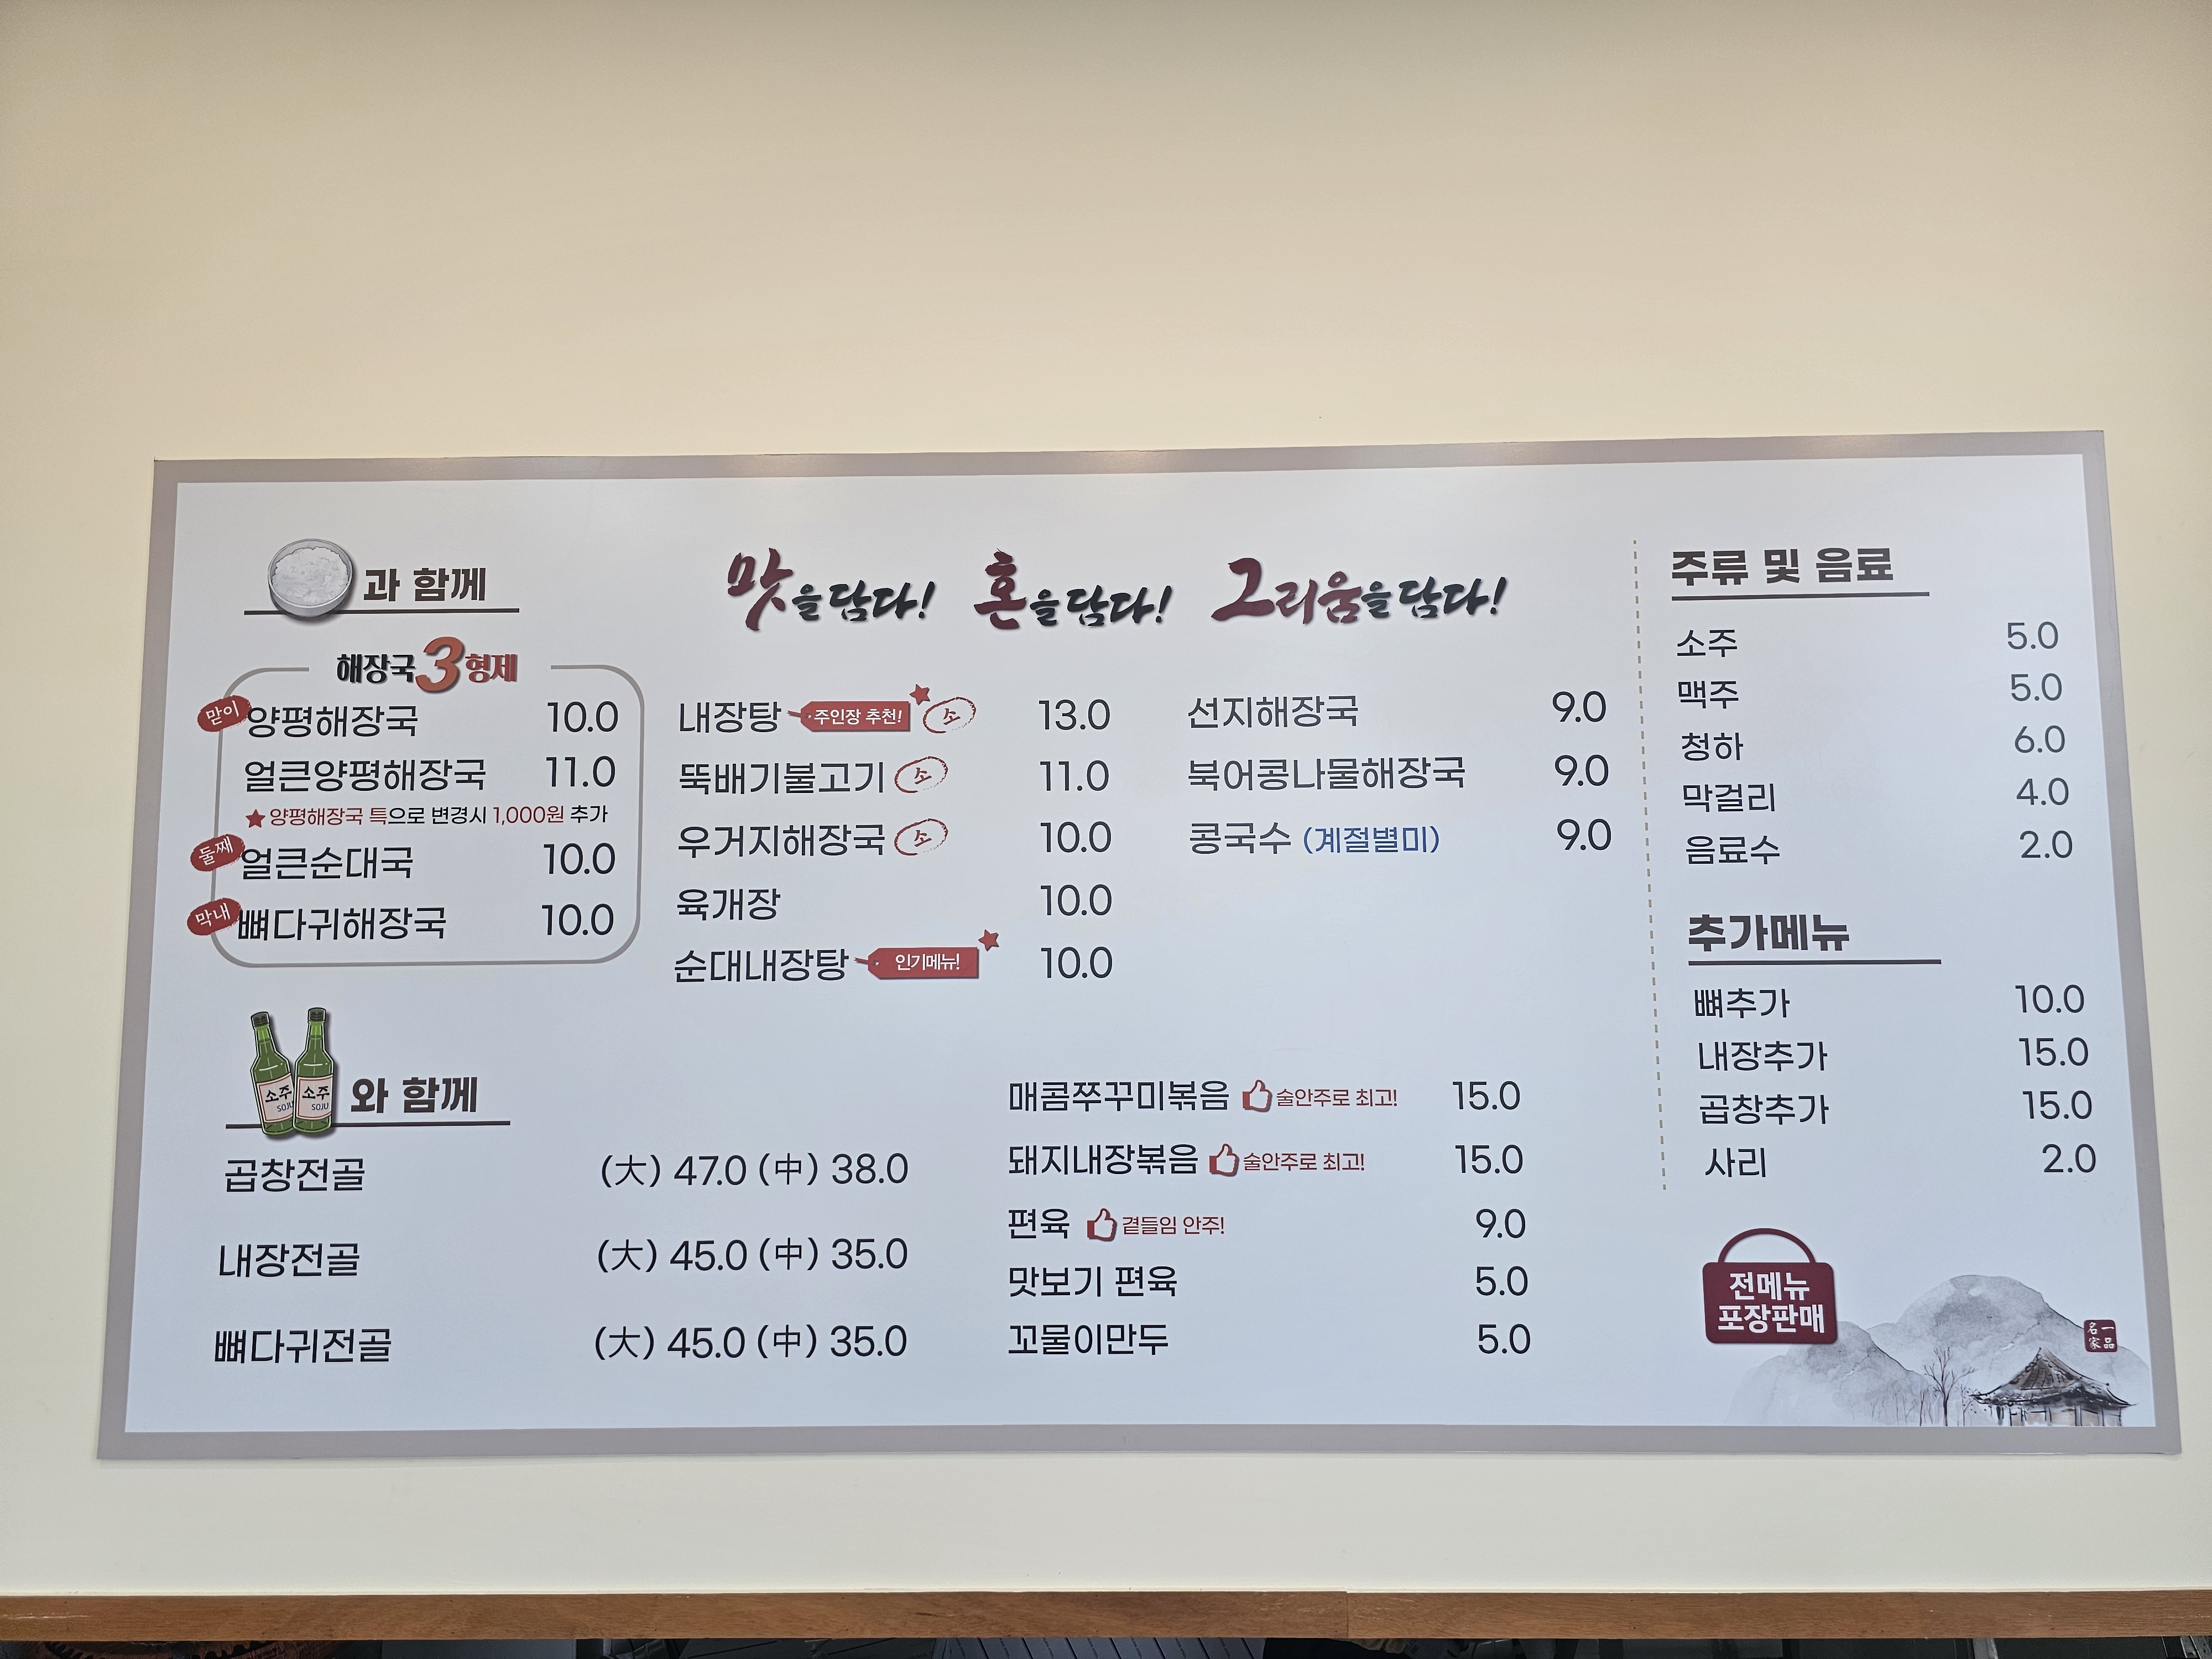 과 함께
해장국3형제
맏이 양평해장국 10.0
얼큰양평해장국 11.0
★양평해장국 특으로 변경시 1,000원 추가
둘째 얼큰순대국 10.0
막내 뼈다귀해장국 10.0
맛을담다! 혼을담다! 그리움을담다!
내장탕 주인장 추천! 소 13.0
뚝배기불고기 소 11.0
우거지해장국 소 10.0
육개장 10.0
순대내장탕 인기메뉴! 10.0
선지해장국 9.0
북어콩나물해장국 9.0
콩국수 (계절별미) 9.0
소주 SOJU 소주 SOJU 와 함께
곱창전골 (大) 47.0 (中) 38.0
내장전골 (大) 45.0 (中) 35.0
뼈다귀전골 (大) 45.0 (中) 35.0
매콤쭈꾸미볶음 술안주로 최고! 15.0
돼지내장볶음 술안주로 최고! 15.0
편육 곁들임 안주! 9.0
맛보기 편육 5.0
꼬물이만두 5.0
주류 및 음료
소주 5.0
맥주 5.0
청하 6.0
막걸리 4.0
음료수 2.0
추가메뉴
뼈추가 10.0
내장추가 15.0
곱창추가 15.0
사리 2.0
전메뉴
포장판매
一品
名家